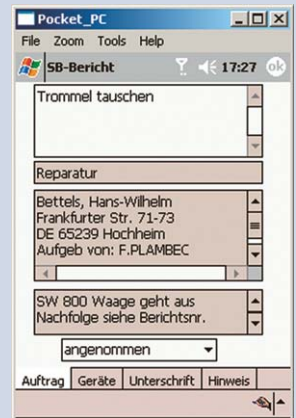 Pocket_PC
File Zoom Tools Help
SB-Bericht 17:27 ok
Trommel tauschen
Reparatur
Bettels, Hans-Wilhelm
Frankfurter Str. 71-73
DE 65239 Hochheim
Aufgeb von: F.PLAMBEC
SW 800 Waage geht aus
Nachfolge siehe Berichtsnr.
angenommen
Auftrag Geräte Unterschrift Hinweis